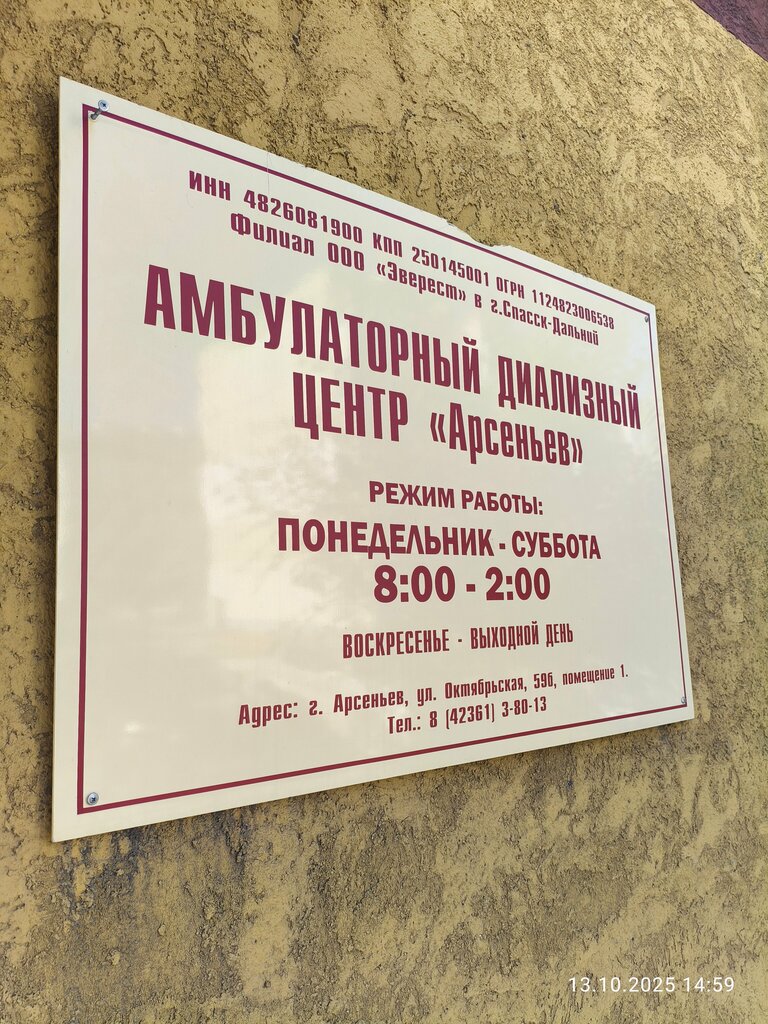 ИНН 4826081900 КПП 250145001 ОГРН 1124823006538
Филиал ООО «Эверест» в г.Спасск-Дальний
АМБУЛАТОРНЫЙ ДИАЛИЗНЫЙ
ЦЕНТР «Арсеньев»
РЕЖИМ РАБОТЫ:
ПОНЕДЕЛЬНИК - СУББОТА
8:00 - 2:00
ВОСКРЕСЕНЬЕ - ВЫХОДНОЙ ДЕНЬ
Адрес: г. Арсеньев, ул. Октябрьская, 59б, помещение 1.
Тел.: 8 (42361) 3-80-13
13.10.2025 14:59